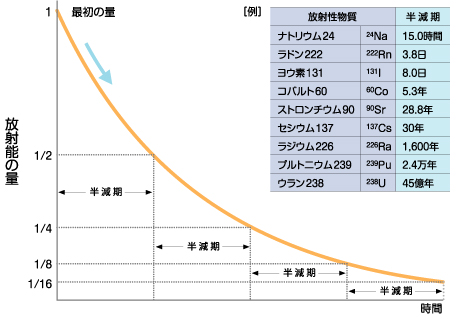 1
最初の量
[例]
放射性物質 半減期
ナトリウム24 ²⁴Na 15.0時間
ラドン222 ²²²Rn 3.8日
ヨウ素131 ¹³¹I 8.0日
コバルト60 ⁶⁰Co 5.3年
ストロンチウム90 ⁹⁰Sr 28.8年
セシウム137 ¹³⁷Cs 30年
ラジウム226 ²²⁶Ra 1,600年
プルトニウム239 ²³⁹Pu 2.4万年
ウラン238 ²³⁸U 45億年
放射能の量
1/2
半減期
1/4
半減期
1/8
半減期
1/16
半減期
時間